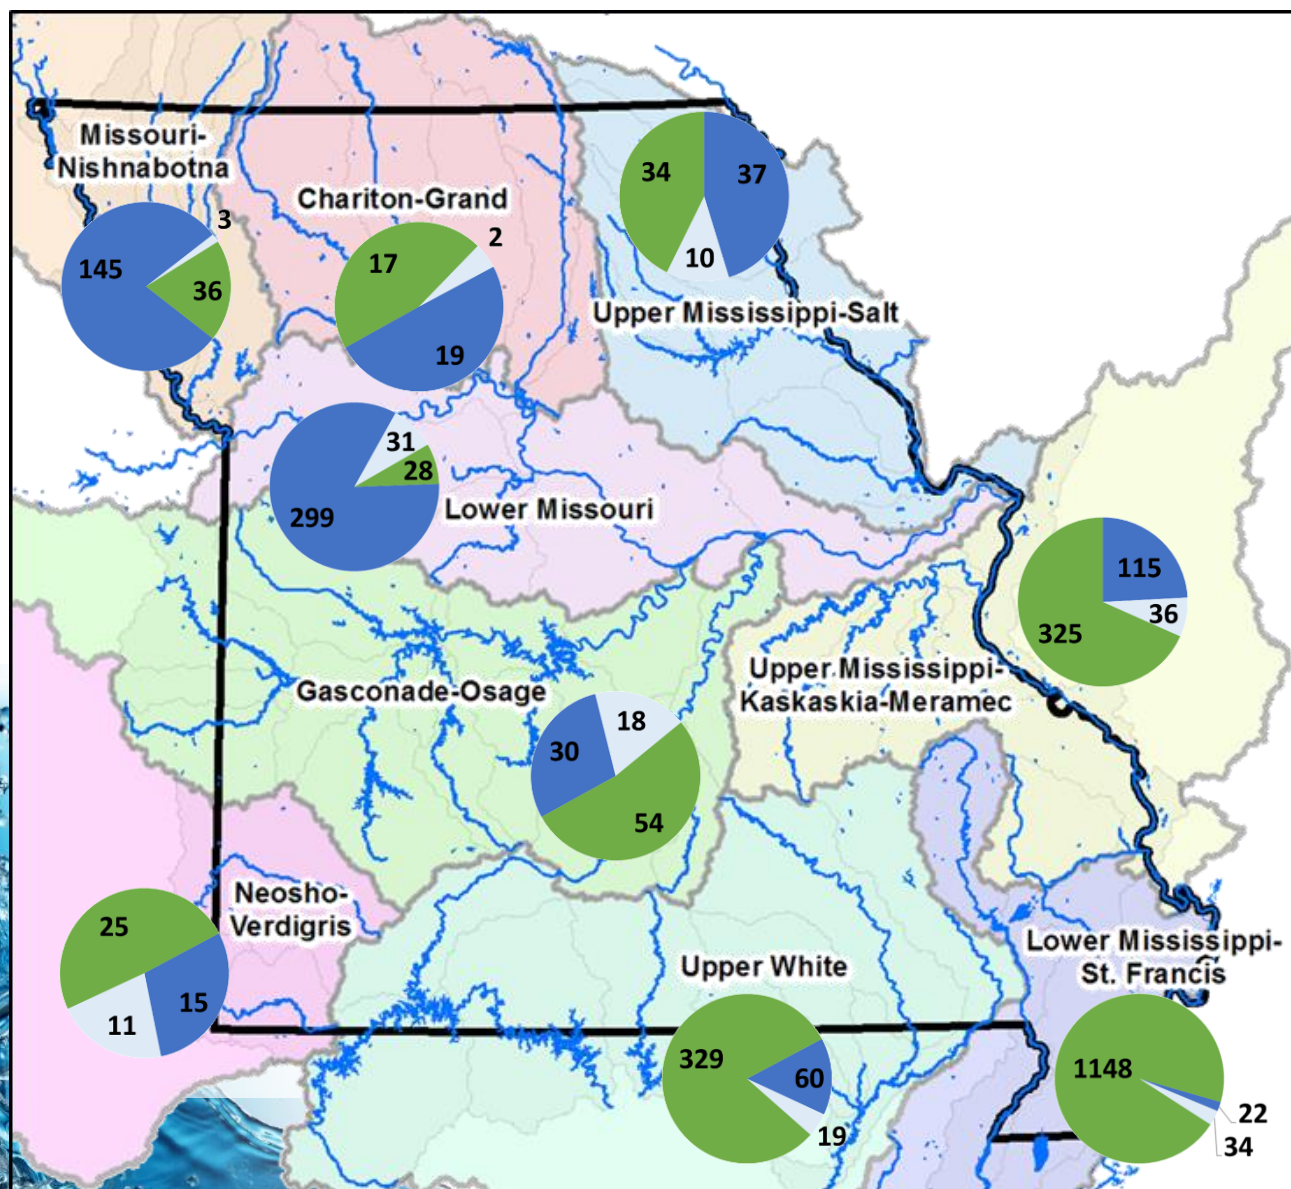 Missouri-
Nishnabotna
3
145
36
Chariton-Grand
2
17
19
34
37
10
Upper Mississippi-Salt
31
28
299
Lower Missouri
115
36
325
Upper Mississippi-
Kaskaskia-Meramec
Gasconade-Osage
18
30
54
Neosho-
Verdigris
25
15
11
Upper White
329
60
19
Lower Mississippi-
St. Francis
1148
22
34